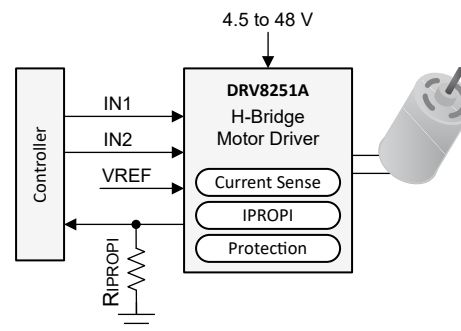 4.5 to 48 V
DRV8251A
H-Bridge
Motor Driver
Controller
IN1
IN2
VREF
Current Sense
IPROPI
Protection
RIPROPI